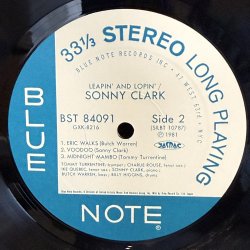 33⅓ STEREO LONG PLAYING
BLUE NOTE RECORDS INC • 47 WEST 61st • NYC
LEAPIN' AND LOPIN' /
SONNY CLARK
BST 84091
Side 2
GXK-8216
(SKBT 10787)
© 1981
JASRAC
1. ERIC WALKS (Butch Warren)
2. VOODOO (Sonny Clark)
3. MIDNIGHT MAMBO (Tommy Turrentine)
TOMMY TURRENTINE, trumpet; CHARLIE ROUSE, tenor sax;
IKE QUEBEC, tenor sax; SONNY CLARK, piano;
BUTCH WARREN, bass; BILLY HIGGINS, drums
BLUE
NOTE®